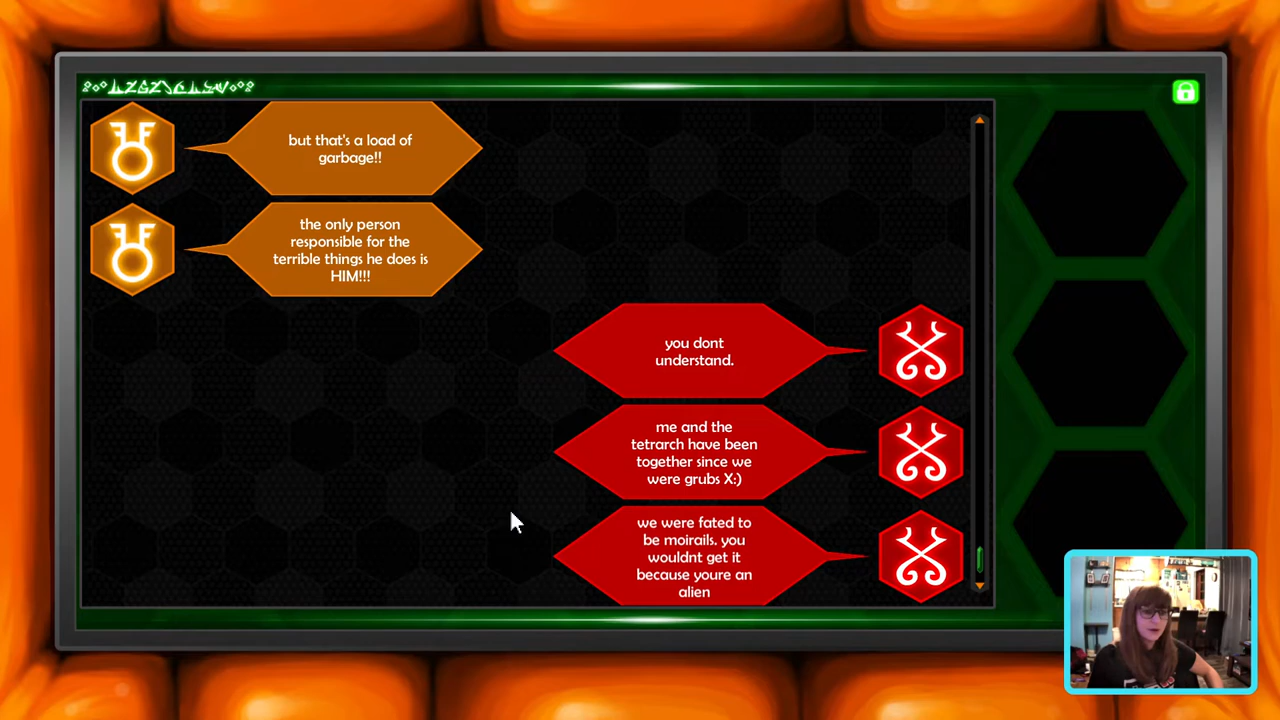 but that's a load of
garbage!!
the only person
responsible for the
terrible things he does is
HIM!!!
you dont
understand.
me and the
tetrarch have been
together since we
were grubs X:)
we were fated to
be moirails. you
wouldnt get it
because youre an
alien